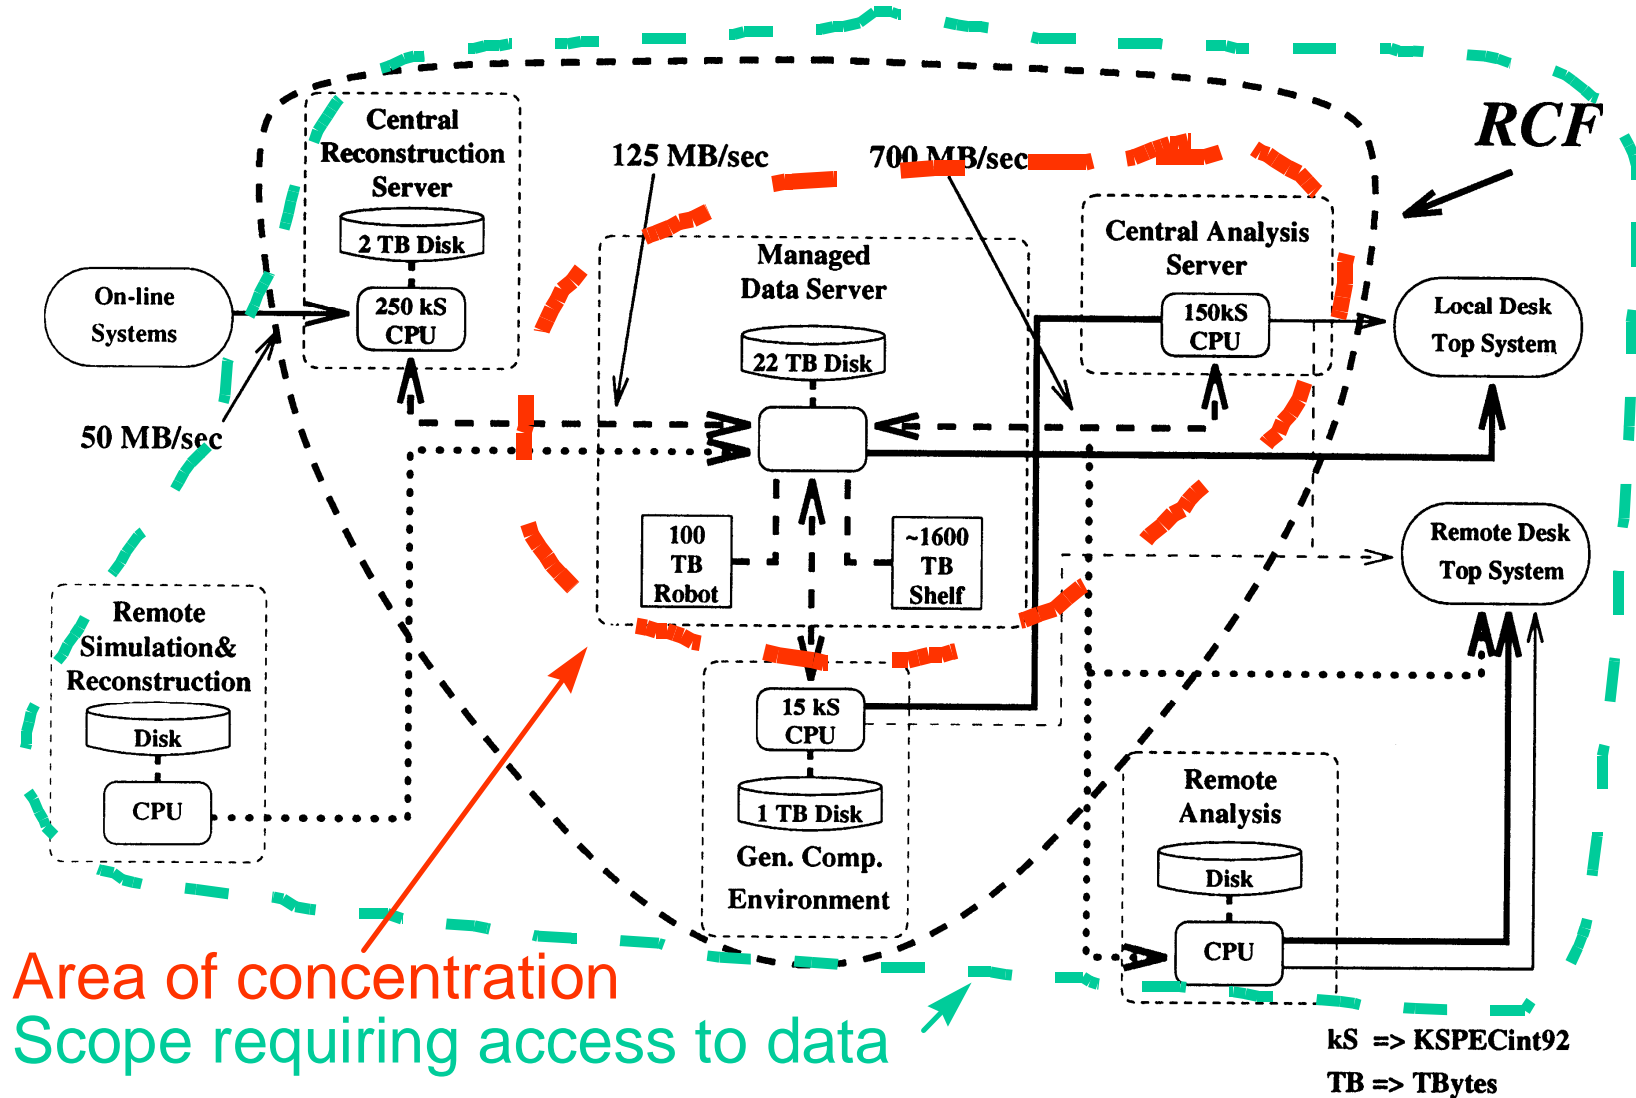 RCF
Central
Reconstruction
Server
2 TB Disk
250 kS
CPU
125 MB/sec
700 MB/sec
Managed
Data Server
22 TB Disk
100
TB
Robot
~1600
TB
Shelf
Central Analysis
Server
150kS
CPU
On-line
Systems
50 MB/sec
Local Desk
Top System
Remote Desk
Top System
Remote
Simulation&
Reconstruction
Disk
CPU
15 kS
CPU
1 TB Disk
Gen. Comp.
Environment
Remote
Analysis
Disk
CPU
Area of concentration
Scope requiring access to data
kS => KSPECint92
TB => TBytes